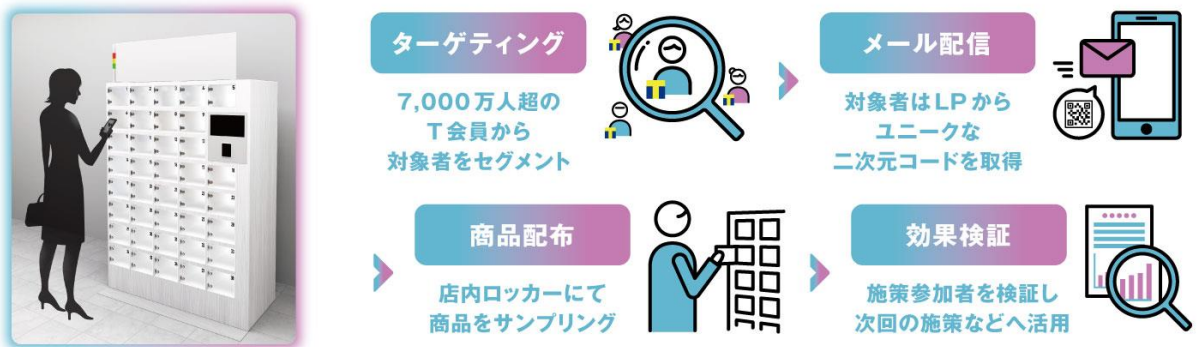 ターゲティング
7,000万人超の
T会員から
対象者をセグメント
メール配信
対象者はLPから
ユニークな
二次元コードを取得
商品配布
店内ロッカーにて
商品をサンプリング
効果検証
施策参加者を検証し
次回の施策などへ活用